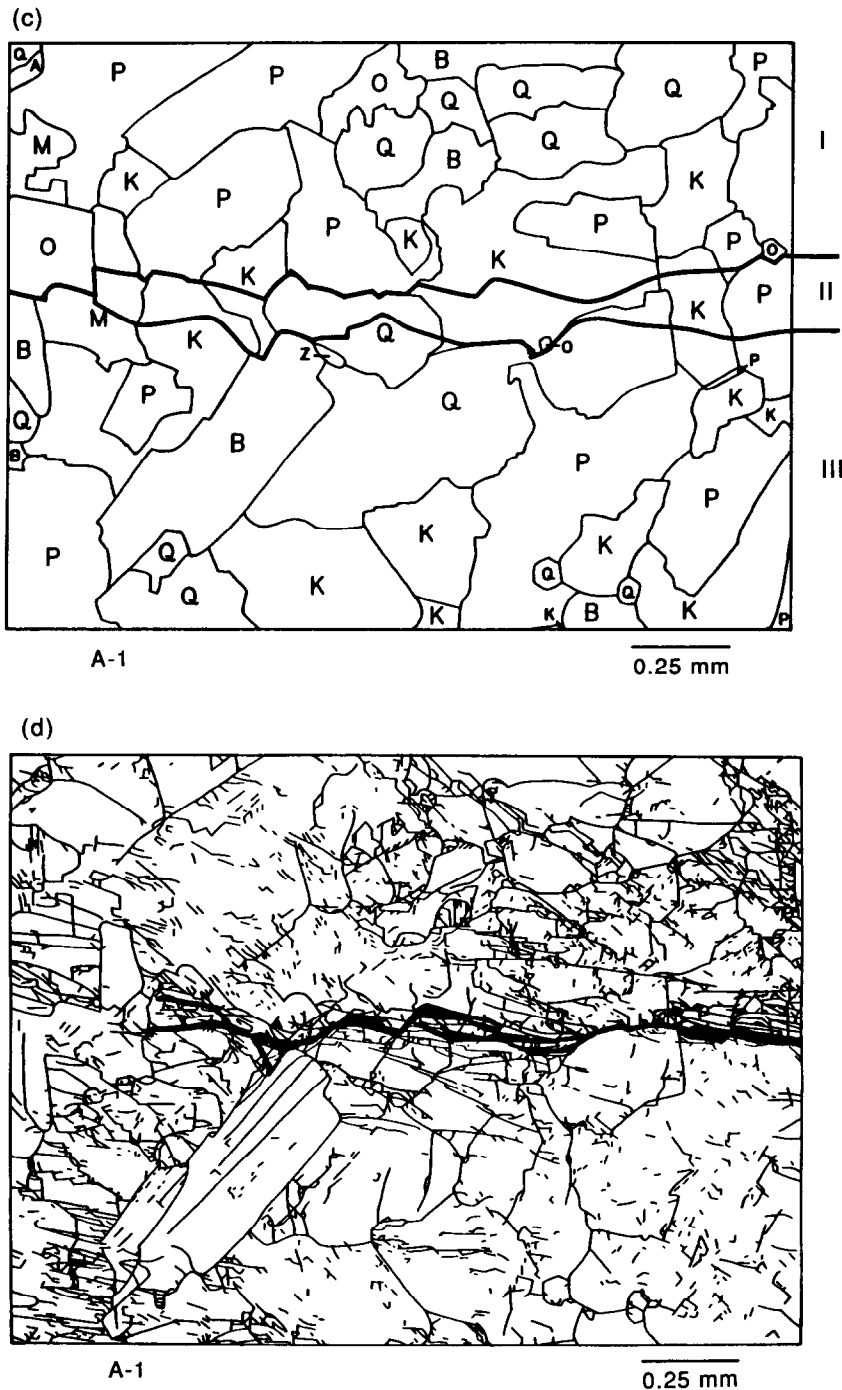 (c)
Q A P P B O Q Q Q P
M K P Q B Q K I
O P K K P P O
K II
M K Q K P
B Z O P
Q P Q K K
B B P P III
P Q K K Q
Q K Q B K P
K
A-1
0.25 mm
(d)
A-1
0.25 mm